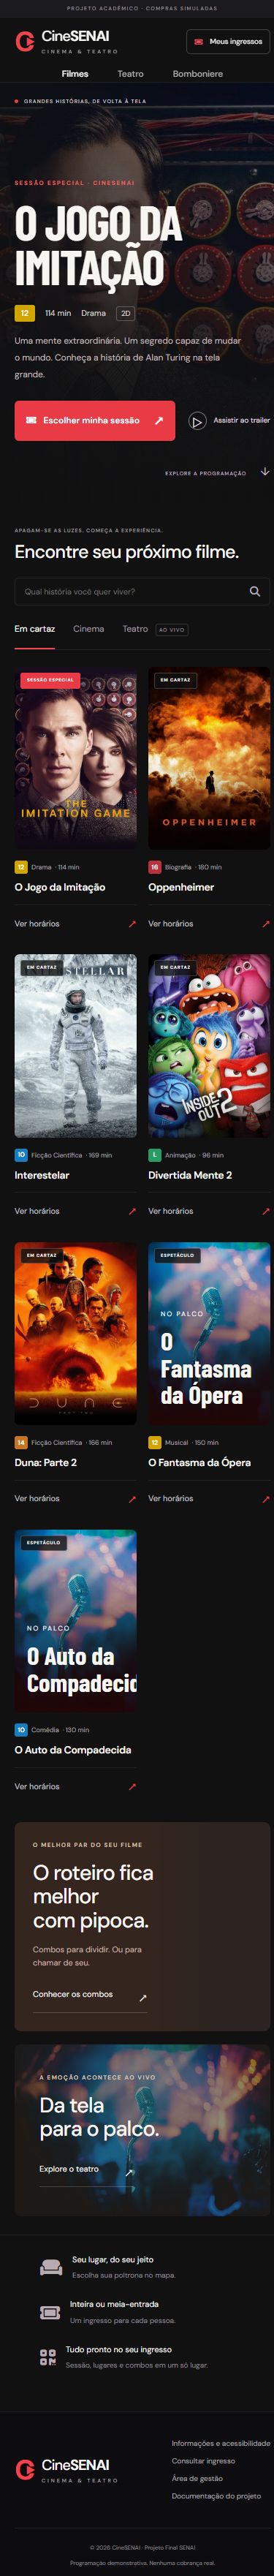 PROJETO ACADÊMICO · COMPRAS SIMULADAS
CineSENAI
CINEMA & TEATRO
Meus ingressos
Filmes
Teatro
Bomboniere
GRANDES HISTÓRIAS, DE VOLTA À TELA
SESSÃO ESPECIAL · CINESENAI
O JOGO DA
IMITAÇÃO
12 114 min Drama 2D
Uma mente extraordinária. Um segredo capaz de mudar
o mundo. Conheça a história de Alan Turing na tela
grande.
Escolher minha sessão
Assistir ao trailer
EXPLORE A PROGRAMAÇÃO
APAGAM-SE AS LUZES. COMEÇA A EXPERIÊNCIA.
Encontre seu próximo filme.
Qual história você quer viver?
Em cartaz
Cinema
Teatro AO VIVO
SESSÃO ESPECIAL
THE
IMITATION GAME
12 Drama · 114 min
O Jogo da Imitação
Ver horários
EM CARTAZ
OPPENHEIMER
16 Biografia · 180 min
Oppenheimer
Ver horários
EM CARTAZ
STELLAR
10 Ficção Científica · 169 min
Interestelar
Ver horários
EM CARTAZ
INSIDE OUT 2
L Animação · 96 min
Divertida Mente 2
Ver horários
EM CARTAZ
DUNE
PART TWO
14 Ficção Científica · 166 min
Duna: Parte 2
Ver horários
ESPETÁCULO
NO PALCO
O
Fantasma
da Ópera
12 Musical · 150 min
O Fantasma da Ópera
Ver horários
ESPETÁCULO
NO PALCO
O Auto da
Compadecid
10 Comédia · 130 min
O Auto da Compadecida
Ver horários
O MELHOR PAR DO SEU FILME
O roteiro fica
melhor
com pipoca.
Combos para dividir. Ou para
chamar de seu.
Conhecer os combos
A EMOÇÃO ACONTECE AO VIVO
Da tela
para o palco.
Explore o teatro
Seu lugar, do seu jeito
Escolha sua poltrona no mapa.
Inteira ou meia-entrada
Um ingresso para cada pessoa.
Tudo pronto no seu ingresso
Sessão, lugares e combos em um só lugar.
CineSENAI
CINEMA & TEATRO
Informações e acessibilidade
Consultar ingresso
Área de gestão
Documentação do projeto
© 2026 CineSENAI · Projeto Final SENAI
Programação demonstrativa. Nenhuma cobrança real.